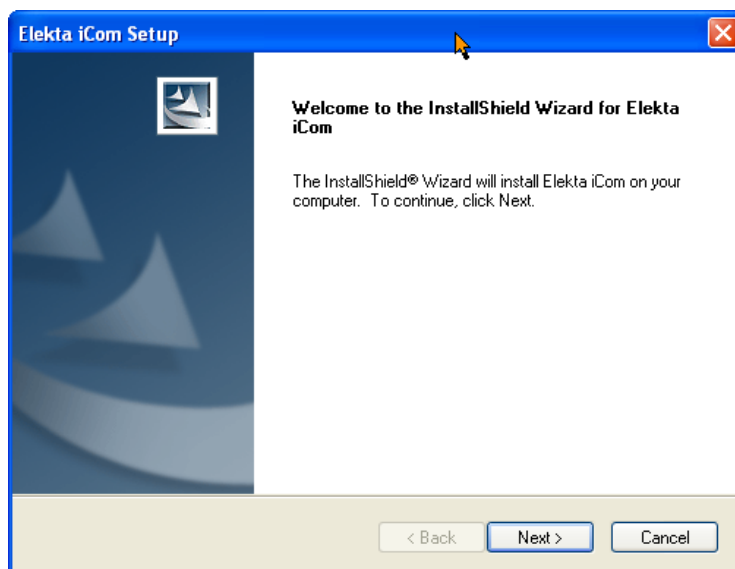 Elekta iCom Setup
Welcome to the InstallShield Wizard for Elekta
iCom
The InstallShield® Wizard will install Elekta iCom on your
computer. To continue, click Next.
< Back
Next >
Cancel